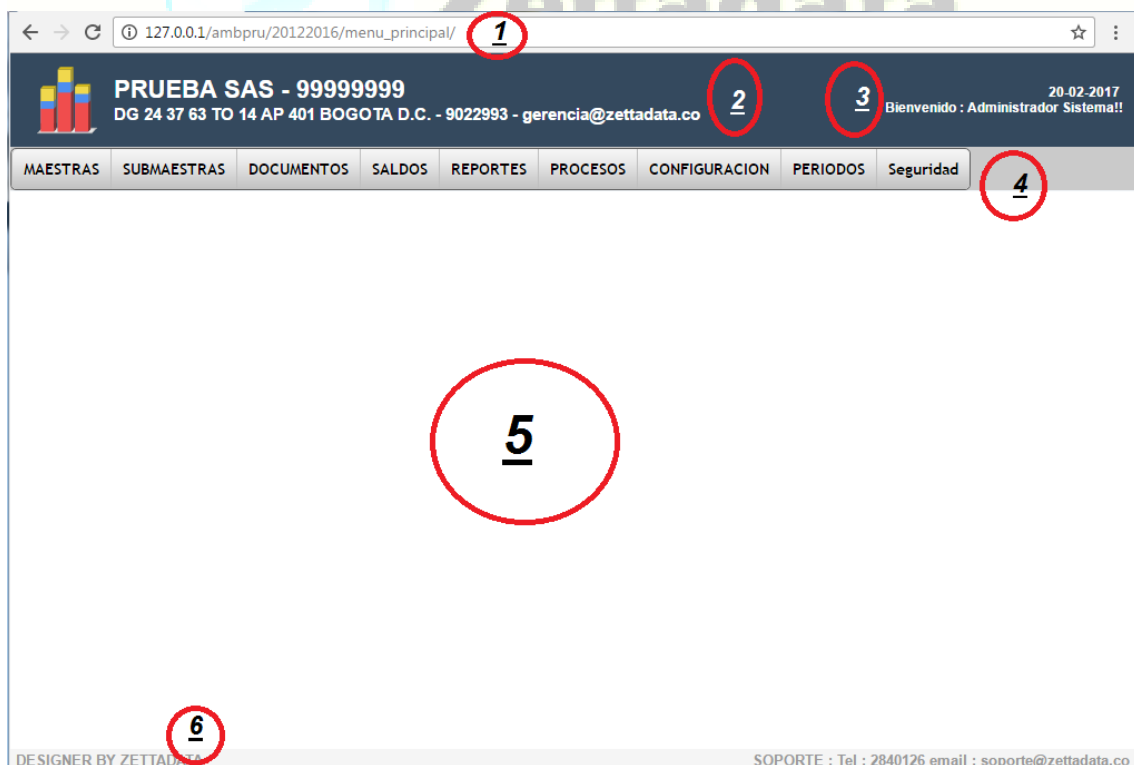 Zettadata
127.0.0.1/ambpru/20122016/menu_principal/
1
PRUEBA SAS - 99999999
DG 24 37 63 TO 14 AP 401 BOGOTA D.C. - 9022993 - gerencia@zettadata.co
2
3
20-02-2017
Bienvenido : Administrador Sistema!!
MAESTRAS SUBMAESTRAS DOCUMENTOS SALDOS REPORTES PROCESOS CONFIGURACION PERIODOS Seguridad
4
5
6
DESIGNER BY ZETTADATA
SOPORTE : Tel : 2840126 email : soporte@zettadata.co